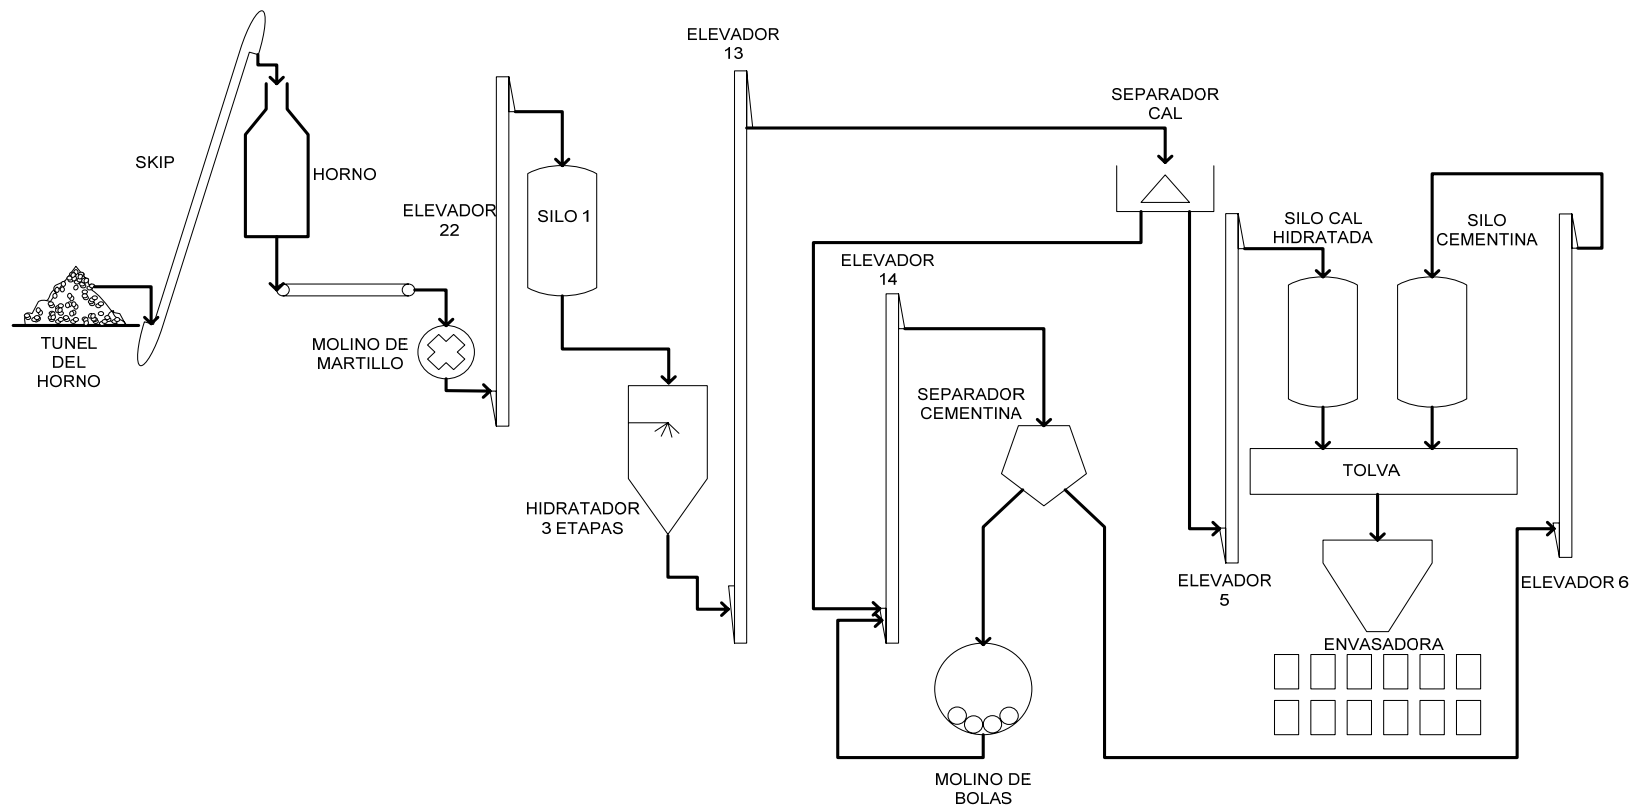 TUNEL
DEL
HORNO
SKIP
HORNO
MOLINO DE
MARTILLO
ELEVADOR
22
SILO 1
HIDRATADOR
3 ETAPAS
ELEVADOR
13
SEPARADOR
CAL
ELEVADOR
14
SEPARADOR
CEMENTINA
MOLINO DE
BOLAS
ELEVADOR
5
SILO CAL
HIDRATADA
SILO
CEMENTINA
TOLVA
ELEVADOR 6
ENVASADORA